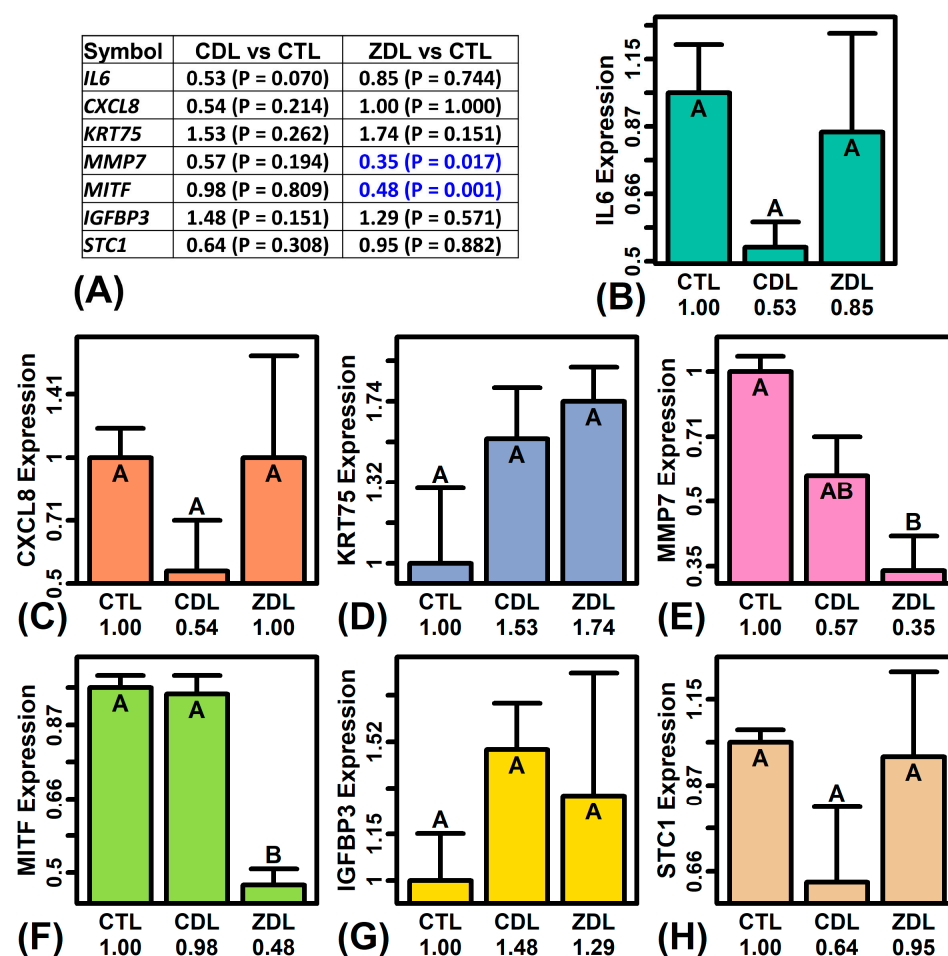 Symbol CDL vs CTL ZDL vs CTL
IL6 0.53 (P = 0.070) 0.85 (P = 0.744)
CXCL8 0.54 (P = 0.214) 1.00 (P = 1.000)
KRT75 1.53 (P = 0.262) 1.74 (P = 0.151)
MMP7 0.57 (P = 0.194) 0.35 (P = 0.017)
MITF 0.98 (P = 0.809) 0.48 (P = 0.001)
IGFBP3 1.48 (P = 0.151) 1.29 (P = 0.571)
STC1 0.64 (P = 0.308) 0.95 (P = 0.882)
(A)
IL6 Expression
1.15
0.87
0.66
0.5
A A A
CTL CDL ZDL
1.00 0.53 0.85
(B)
CXCL8 Expression
1.41
1
0.71
0.5
A A A
CTL CDL ZDL
1.00 0.54 1.00
(C)
KRT75 Expression
1.74
1.32
1
A A A
CTL CDL ZDL
1.00 1.53 1.74
(D)
MMP7 Expression
1
0.71
0.5
0.35
A AB B
CTL CDL ZDL
1.00 0.57 0.35
(E)
MITF Expression
0.87
0.66
0.5
A A B
CTL CDL ZDL
1.00 0.98 0.48
(F)
IGFBP3 Expression
1.52
1.15
1
A A A
CTL CDL ZDL
1.00 1.48 1.29
(G)
STC1 Expression
1.15
0.87
0.66
A A A
CTL CDL ZDL
1.00 0.64 0.95
(H)